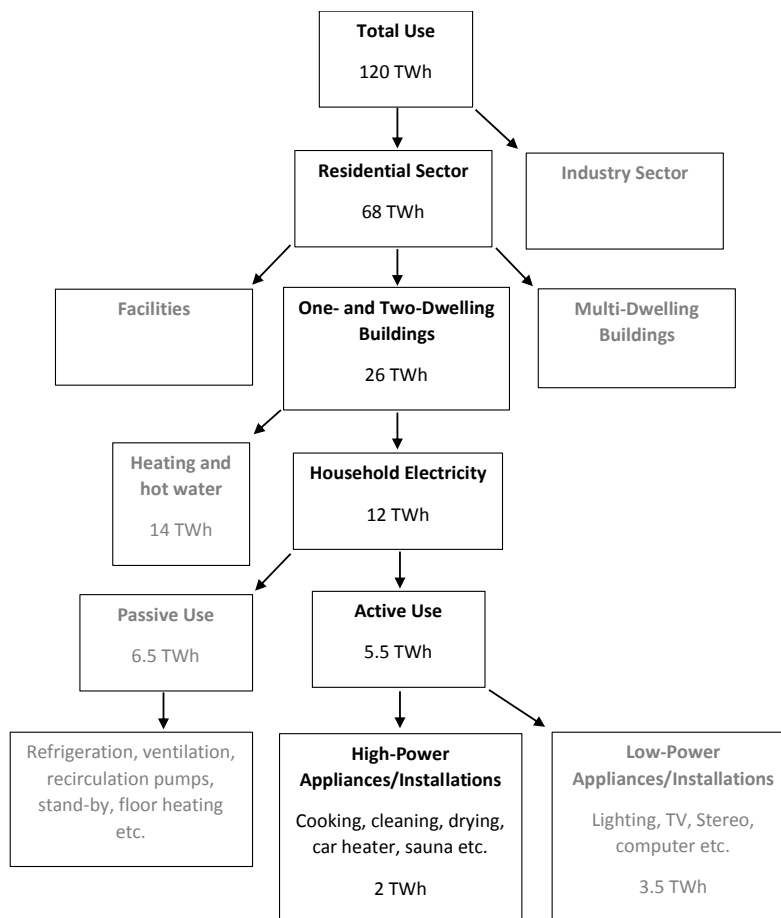 Total Use
120 TWh
Residential Sector
68 TWh
Industry Sector
Facilities
One- and Two-Dwelling
Buildings
26 TWh
Multi-Dwelling
Buildings
Heating and
hot water
14 TWh
Household Electricity
12 TWh
Passive Use
6.5 TWh
Active Use
5.5 TWh
Refrigeration, ventilation,
recirculation pumps,
stand-by, floor heating
etc.
High-Power
Appliances/Installations
Cooking, cleaning, drying,
car heater, sauna etc.
2 TWh
Low-Power
Appliances/Installations
Lighting, TV, Stereo,
computer etc.
3.5 TWh